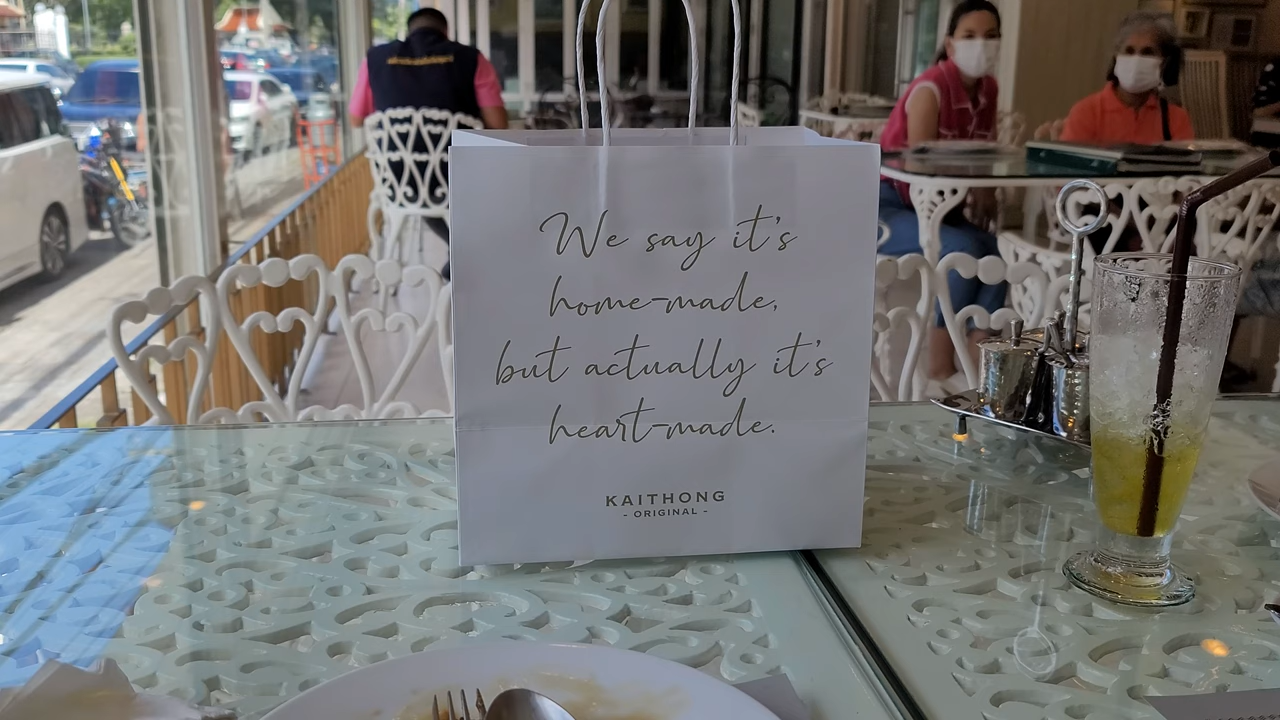 We say it's
home-made,
but actually it's
heart-made.
KAITHONG
- ORIGINAL -